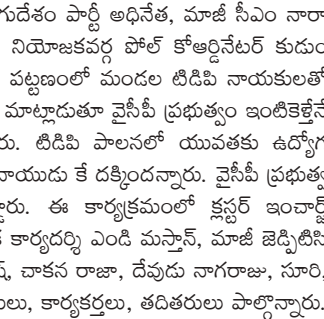 గుదేశం పార్టీ అధినేత, మాజీ సీఎం నారా
నియోజకవర్గ పోల్ కోఆర్డినేటర్ కుడుం
పట్టణంలో మండల టిడిపి నాయకులతో
మాట్లాడుతూ వైసీపీ ప్రభుత్వం ఇంటికెళ్తేనే
రు. టిడిపి పాలనలో యువతకు ఉద్యోగ
నాయుడు కే దక్కిందన్నారు. వైసీపీ ప్రభుత్వ
్డారు. ఈ కార్యక్రమంలో క్లస్టర్ ఇంచార్జ్
కార్యదర్శి ఎండి మస్తాన్, మాజీ జెడ్పిటిసి
చాకన రాజా, దేవుడు నాగరాజు, సూరి,
లు, కార్యకర్తలు, తదితరులు పాల్గొన్నారు.